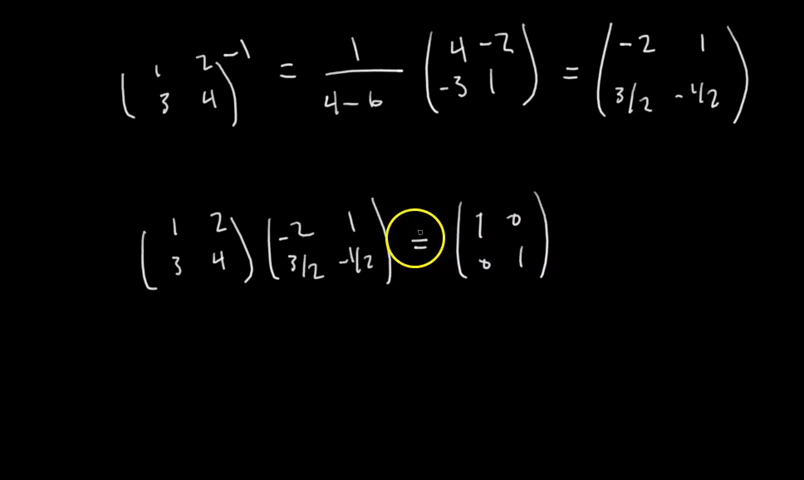 (1 2 3 4)^-1 = 1/(4-6) (4 -2 -3 1) = (-2 1 3/2 -1/2)
(1 2 3 4) (-2 1 3/2 -1/2) = (1 0 0 1)